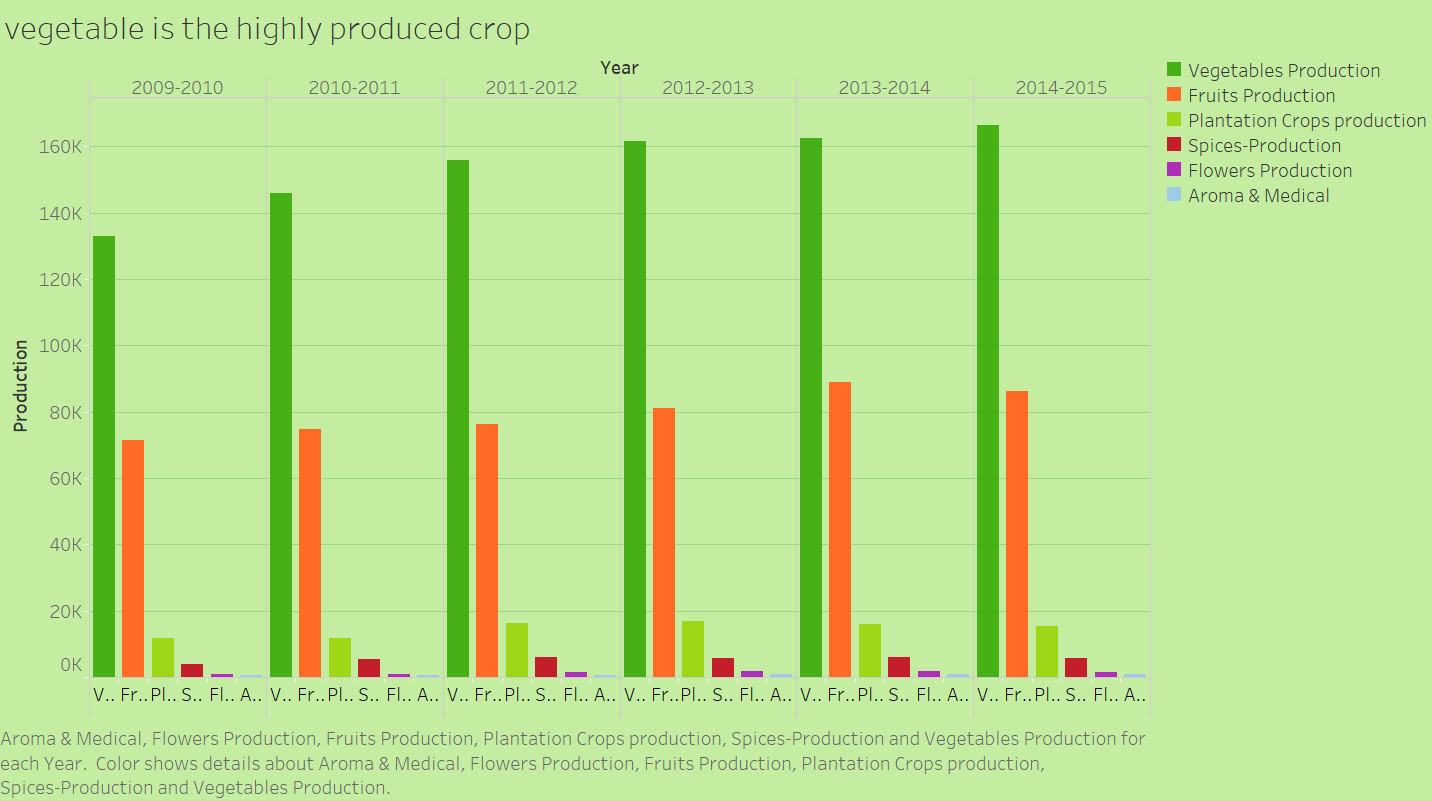 vegetable is the highly produced crop
Year
2009-2010 2010-2011 2011-2012 2012-2013 2013-2014 2014-2015
Vegetables Production
Fruits Production
Plantation Crops production
Spices-Production
Flowers Production
Aroma & Medical
Production
160K
140K
120K
100K
80K
60K
40K
20K
0K
V.. Fr.. Pl.. S.. Fl.. A.. V.. Fr.. Pl.. S.. Fl.. A.. V.. Fr.. Pl.. S.. Fl.. A.. V.. Fr.. Pl.. S.. Fl.. A.. V.. Fr.. Pl.. S.. Fl.. A.. V.. Fr.. Pl.. S.. Fl.. A..
Aroma & Medical, Flowers Production, Fruits Production, Plantation Crops production, Spices-Production and Vegetables Production for
each Year.  Color shows details about Aroma & Medical, Flowers Production, Fruits Production, Plantation Crops production,
Spices-Production and Vegetables Production.